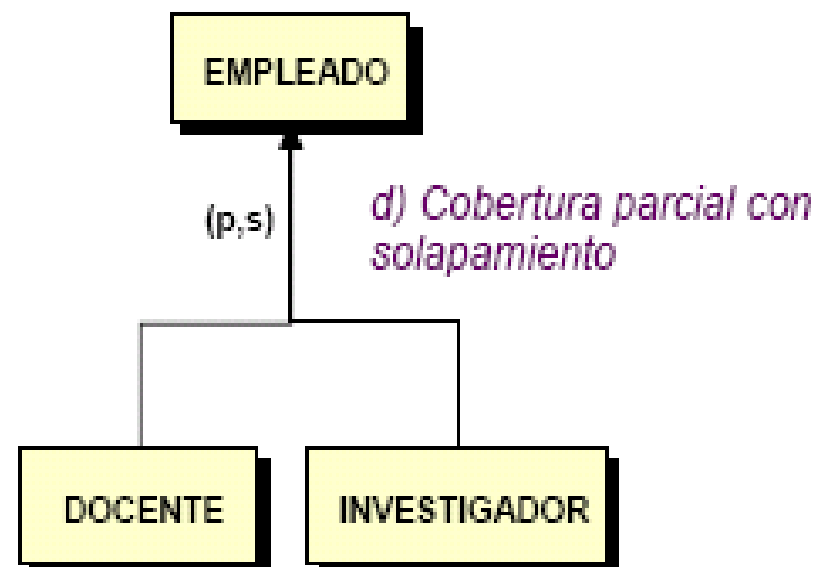 EMPLEADO
(p,s)
d) Cobertura parcial con
solapamiento
DOCENTE
INVESTIGADOR